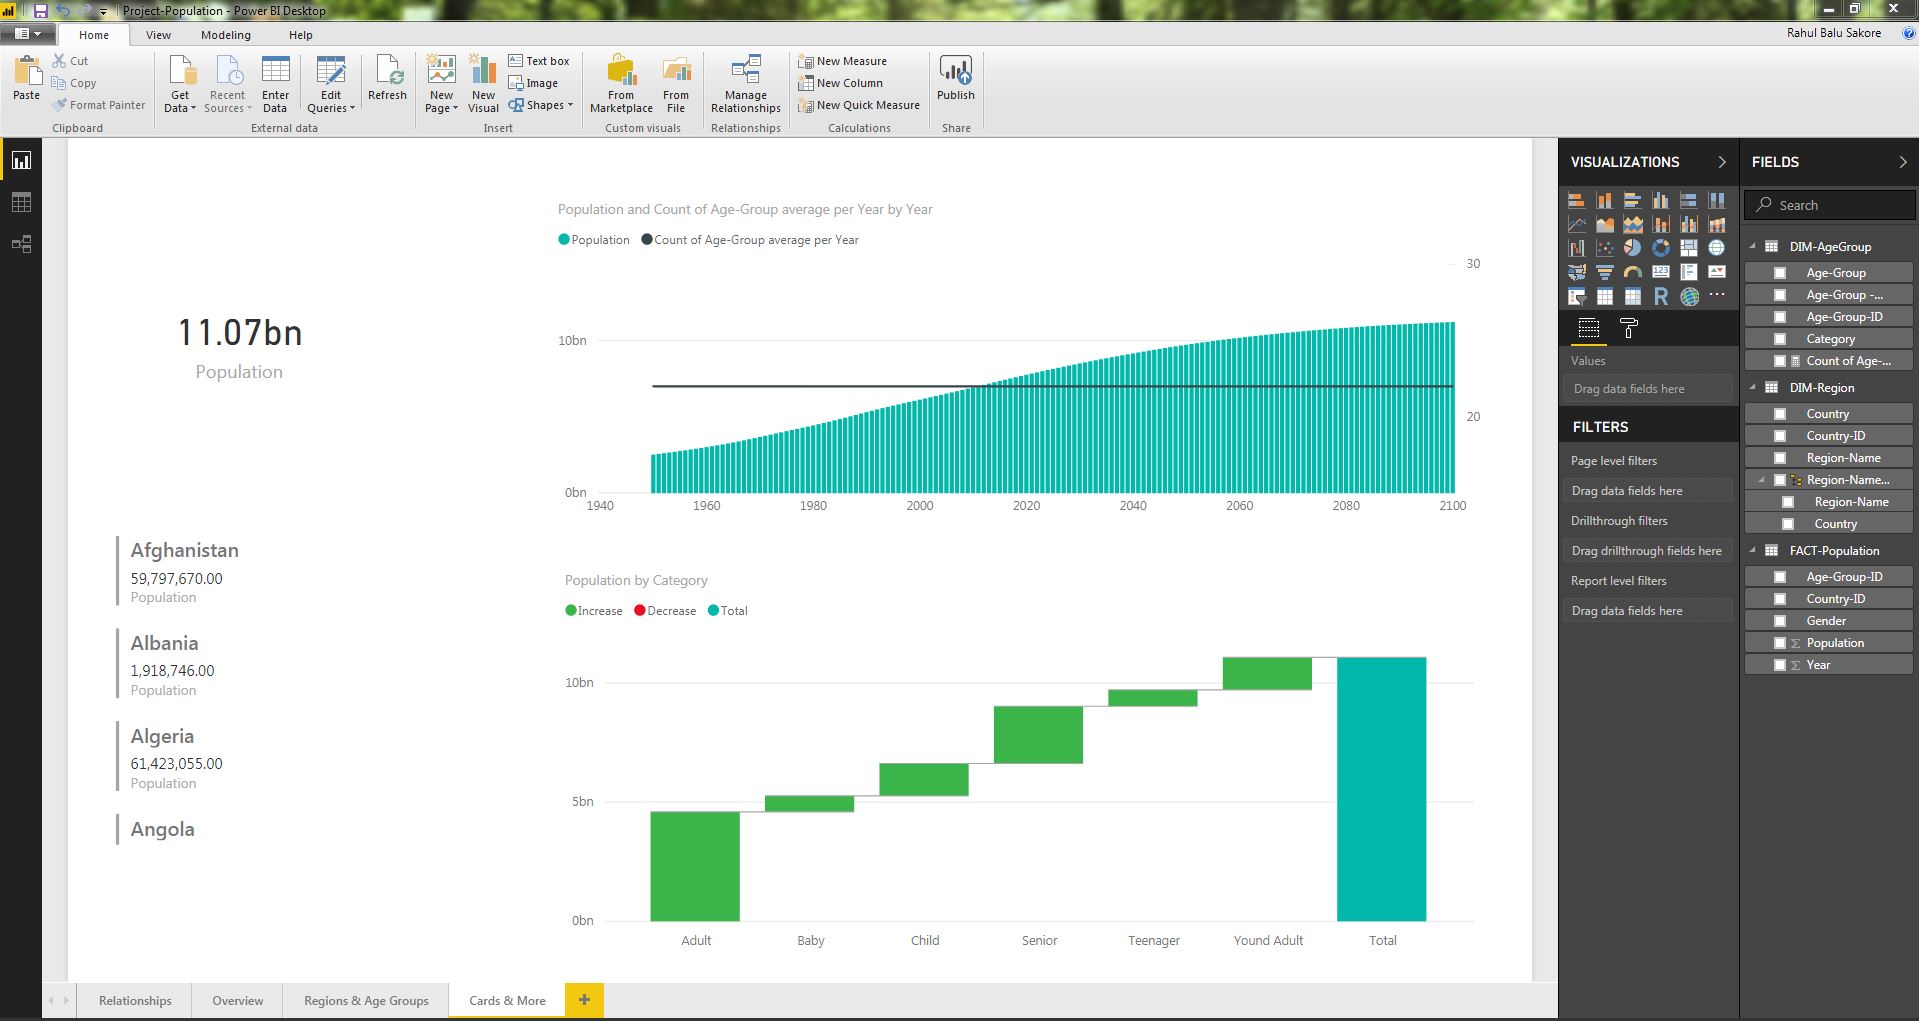 Project-Population - Power BI Desktop
Home View Modeling Help
Rahul Balu Sakore
Paste
Cut
Copy
Format Painter
Clipboard
Get Data
Recent Sources
Enter Data
Edit Queries
Refresh
External data
New Page
New Visual
Text box
Image
Shapes
Insert
From Marketplace
From File
Custom visuals
Manage Relationships
Relationships
New Measure
New Column
New Quick Measure
Calculations
Publish
Share
11.07bn
Population
Population and Count of Age-Group average per Year by Year
Population Count of Age-Group average per Year
30
10bn
20
0bn
1940 1960 1980 2000 2020 2040 2060 2080 2100
Afghanistan
59,797,670.00
Population
Albania
1,918,746.00
Population
Algeria
61,423,055.00
Population
Angola
Population by Category
Increase Decrease Total
10bn
5bn
0bn
Adult Baby Child Senior Teenager Yound Adult Total
Relationships Overview Regions & Age Groups Cards & More +
VISUALIZATIONS
123
R
Values
Drag data fields here
FILTERS
Page level filters
Drag data fields here
Drillthrough filters
Drag drillthrough fields here
Report level filters
Drag data fields here
FIELDS
Search
DIM-AgeGroup
Age-Group
Age-Group -...
Age-Group-ID
Category
Count of Age-...
DIM-Region
Country
Country-ID
Region-Name
Region-Name...
Region-Name
Country
FACT-Population
Age-Group-ID
Country-ID
Gender
Σ Population
Σ Year